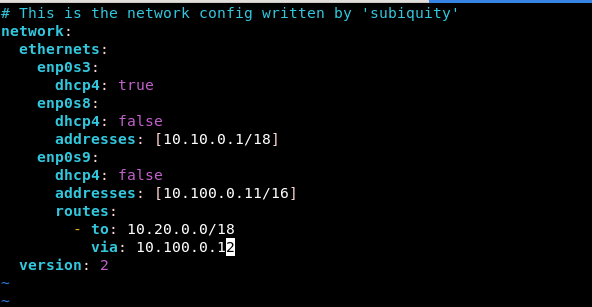 # This is the network config written by 'subiquity'
network:
  ethernets:
    enp0s3:
      dhcp4: true
    enp0s8:
      dhcp4: false
      addresses: [10.10.0.1/18]
    enp0s9:
      dhcp4: false
      addresses: [10.100.0.11/16]
      routes:
        - to: 10.20.0.0/18
          via: 10.100.0.12
  version: 2
~
~